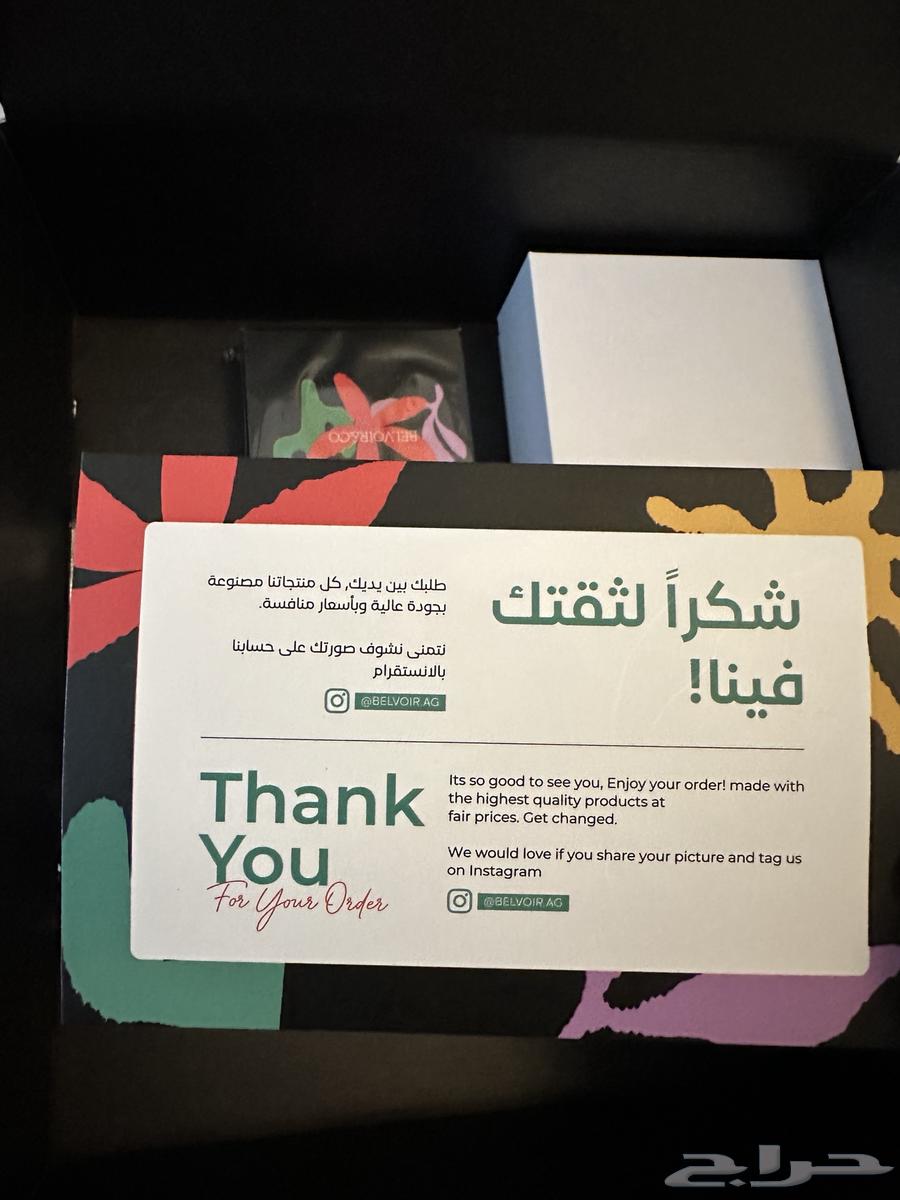 BELVOIR&CO
شكراً لثقتك
فينا!
طلبك بين يديك, كل منتجاتنا مصنوعة
بجودة عالية وبأسعار منافسة.
نتمنى نشوف صورتك على حسابنا
بالانستقرام
@BELVOIR.AG
Thank
You
For Your Order
Its so good to see you, Enjoy your order! made with
the highest quality products at
fair prices. Get changed.
We would love if you share your picture and tag us
on Instagram
@BELVOIR.AG
حراج